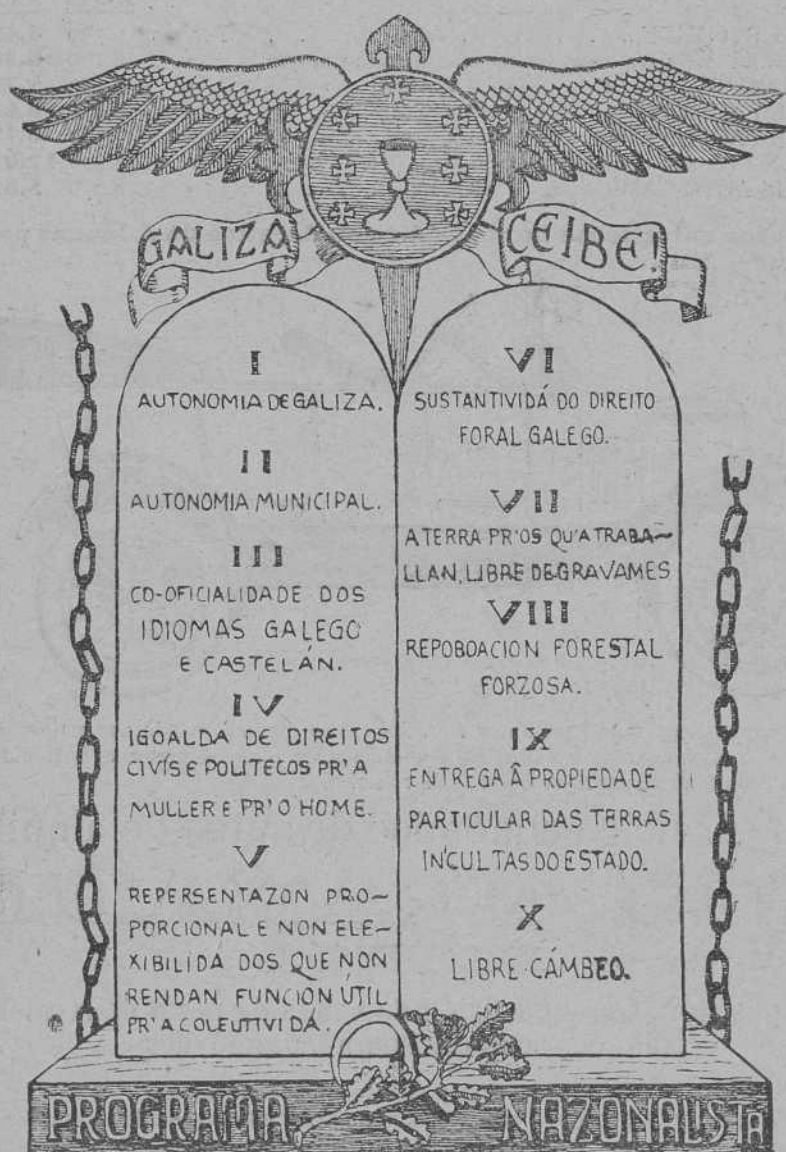 GALIZA CEIBE!
I
AUTONOMIA DE GALIZA.
II
AUTONOMIA MUNICIPAL.
III
CO-OFICIALIDADE DOS
IDIOMAS GALEGO
E CASTELÁN.
IV
IGOALDÁ DE DIREITOS
CIVÍS E POLITECOS PR'A
MULLER E PR'O HOME.
V
REPERSENTAZON PRO-
PORCIONAL E NON ELE-
XIBILIDÁ DOS QUE NON
RENDAN FUNCION ÚTIL
PR'A COLEUTIVIDÁ.
VI
SUSTANTIVIDÁ DO DIREITO
FORAL GALEGO.
VII
A TERRA PR'OS QU'A TRABA-
LLAN, LIBRE DE GRAVAMES
VIII
REPOBOACION FORESTAL
FORZOSA.
IX
ENTREGA Â PROPIEDADE
PARTICULAR DAS TERRAS
INCULTAS DO ESTADO.
X
LIBRE CÁMBEO.
PROGRAMA NAZONALISTA